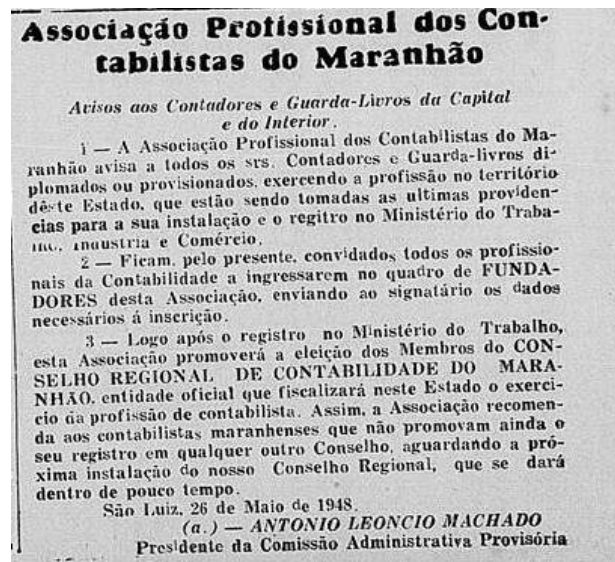 Associação Profissional dos Con-
tabilistas do Maranhão
Avisos aos Contadores e Guarda-Livros da Capital
e do Interior.
1 — A Associação Profissional dos Contabilistas do Ma-
ranhão avisa a todos os srs. Contadores e Guarda-livros di-
plomados ou provisionados, exercendo a profissão no território
dêste Estado, que estão sendo tomadas as ultimas providen-
cias para a sua instalação e o regitro no Ministério do Traba-
lho, industria e Comércio.
2 — Ficam, pelo presente, convidados todos os profissio-
nais da Contabilidade a ingressarem no quadro de FUNDA-
DORES desta Associação, enviando ao signatário os dados
necessários á inscrição.
3 — Logo após o registro no Ministério do Trabalho,
esta Associação promoverá a eleição dos Membros do CON-
SELHO REGIONAL DE CONTABILIDADE DO MARA-
NHÃO, entidade oficial que fiscalizará neste Estado o exerci-
cio da profissão de contabilista. Assim, a Associação recomen-
da aos contabilistas maranhenses que não promovam ainda o
seu registro em qualquer outro Conselho, aguardando a pró-
xima instalação do nosso Conselho Regional, que se dará
dentro de pouco tempo.
São Luiz, 26 de Maio de 1948.
(a.) — ANTONIO LEONCIO MACHADO
Presidente da Comissão Administrativa Provisória